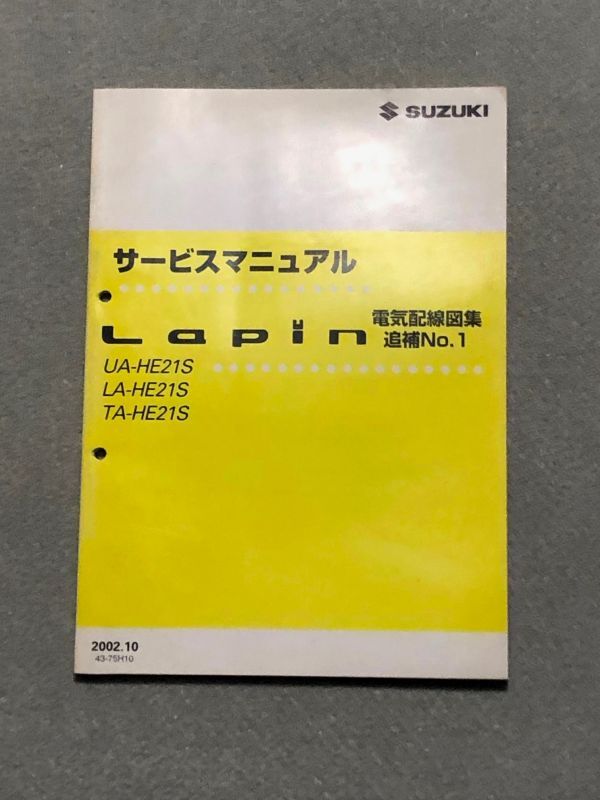 SUZUKI
サービスマニュアル
Lapin 電気配線図集
追補No.1
UA-HE21S
LA-HE21S
TA-HE21S
2002.10
43-75H10